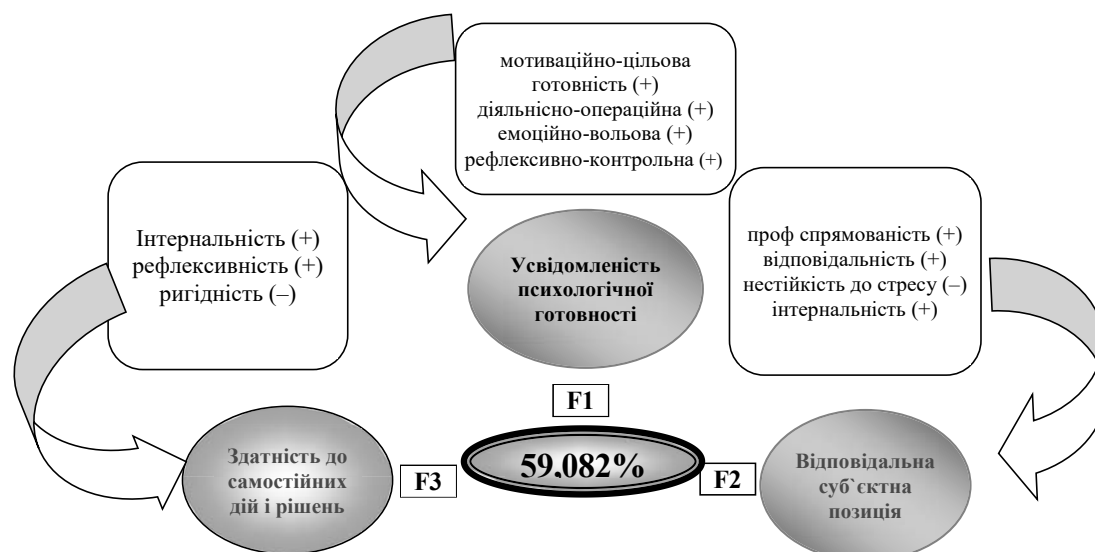 мотиваційно-цільова
готовність (+)
діяльнісно-операційна (+)
емоційно-вольова (+)
рефлексивно-контрольна (+)
Інтернальність (+)
рефлексивність (+)
ригідність (–)
проф спрямованість (+)
відповідальність (+)
нестійкість до стресу (–)
інтернальність (+)
Усвідомленість
психологічної
готовності
F1
Здатність до
самостійних
дій і рішень
F3
59,082%
F2
Відповідальна
суб`єктна
позиція